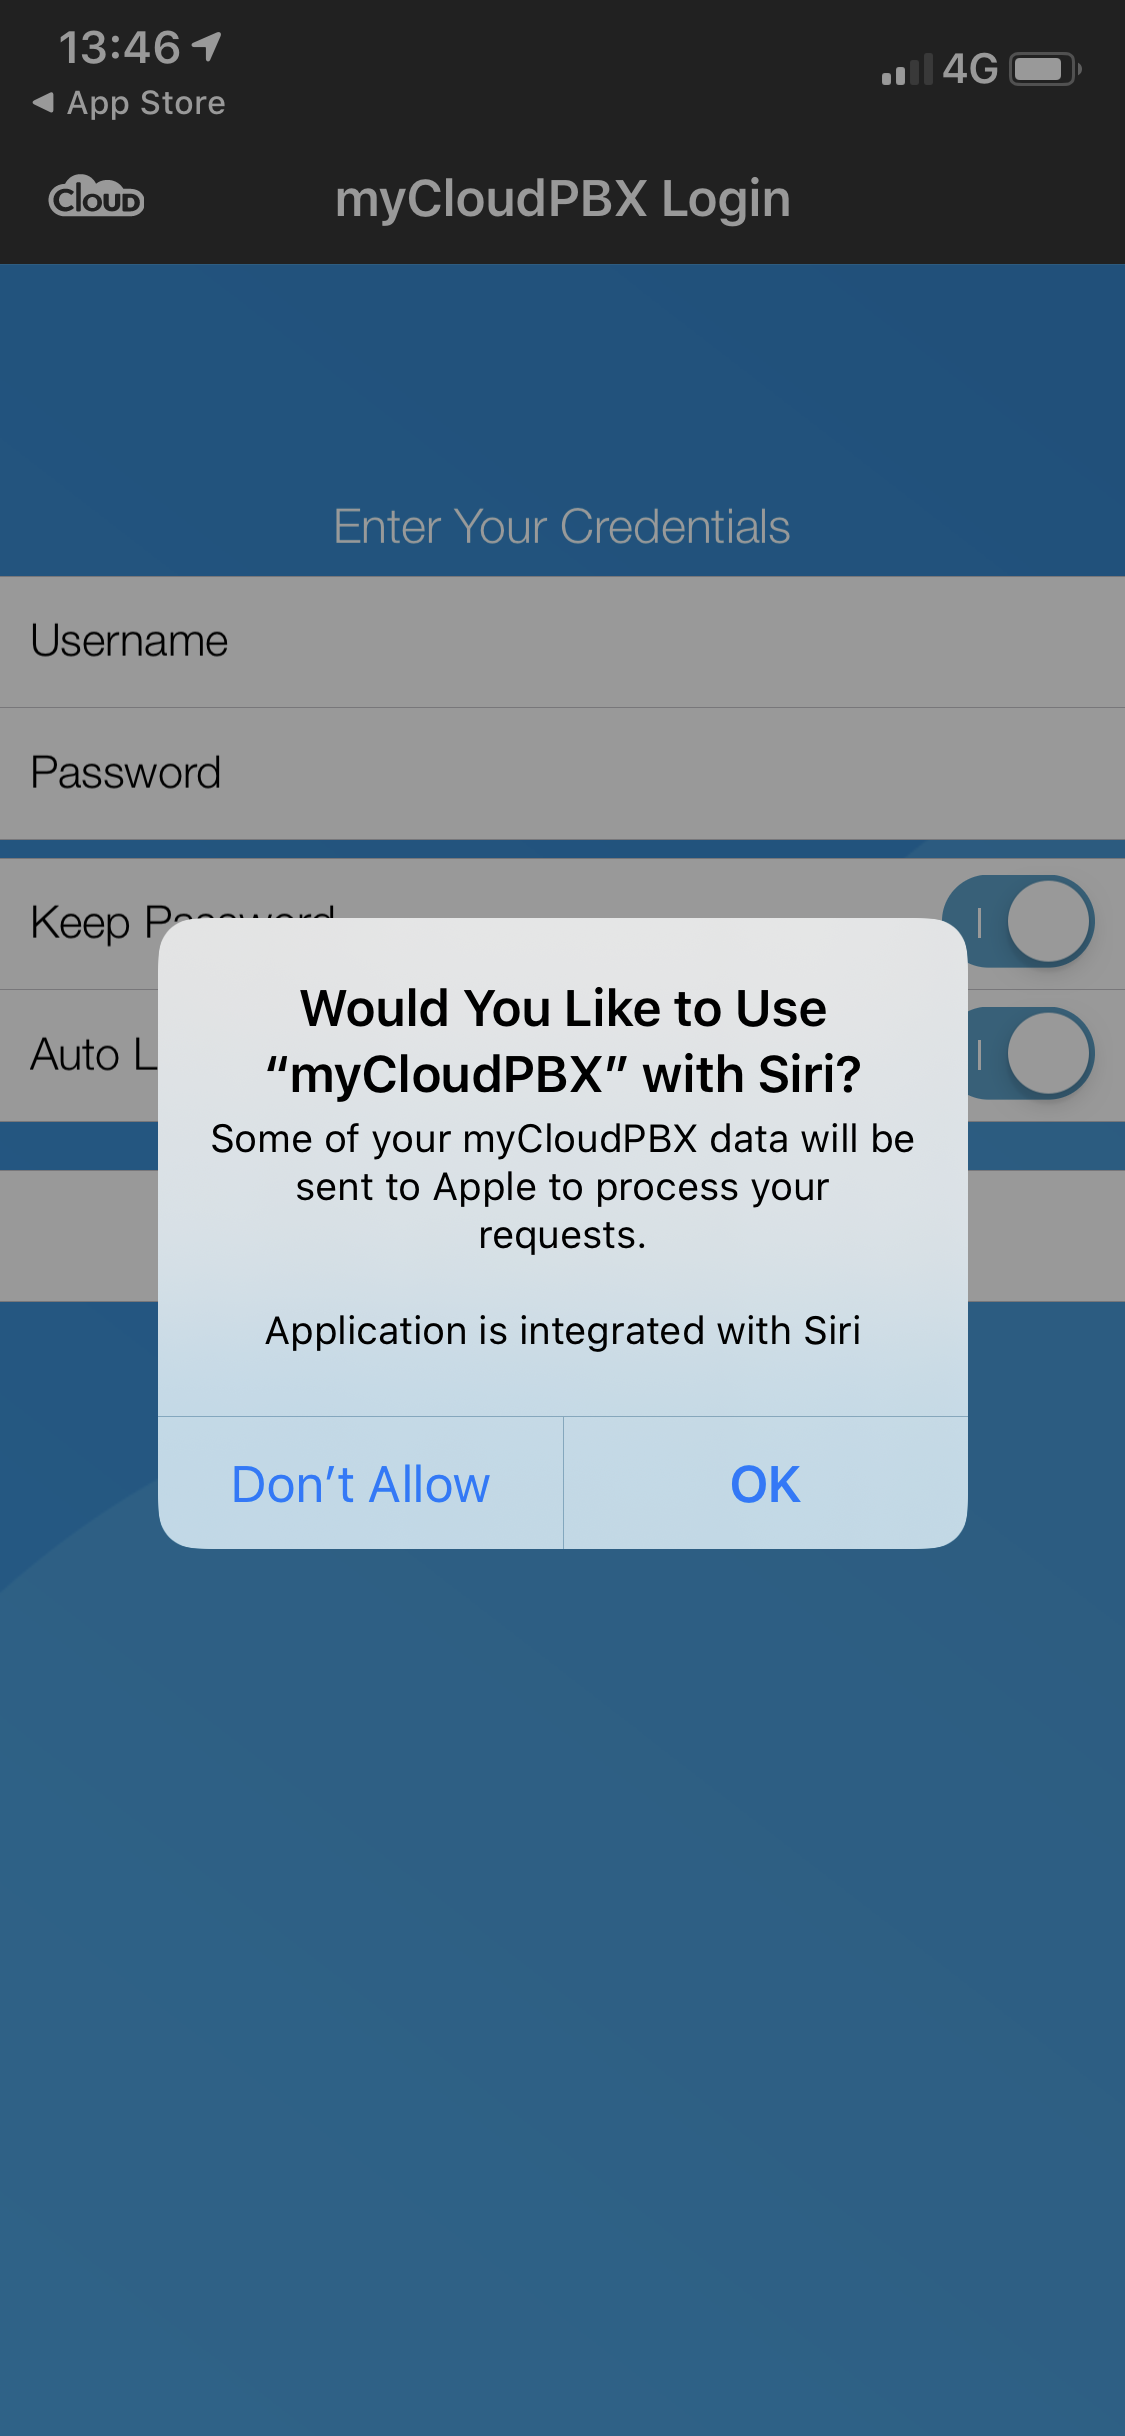 13:46
4G
App Store
CLOUD
myCloudPBX Login
Enter Your Credentials
Username
Password
Keep Password
Auto L
Would You Like to Use
“myCloudPBX” with Siri?
Some of your myCloudPBX data will be
sent to Apple to process your
requests.
Application is integrated with Siri
Don’t Allow
OK